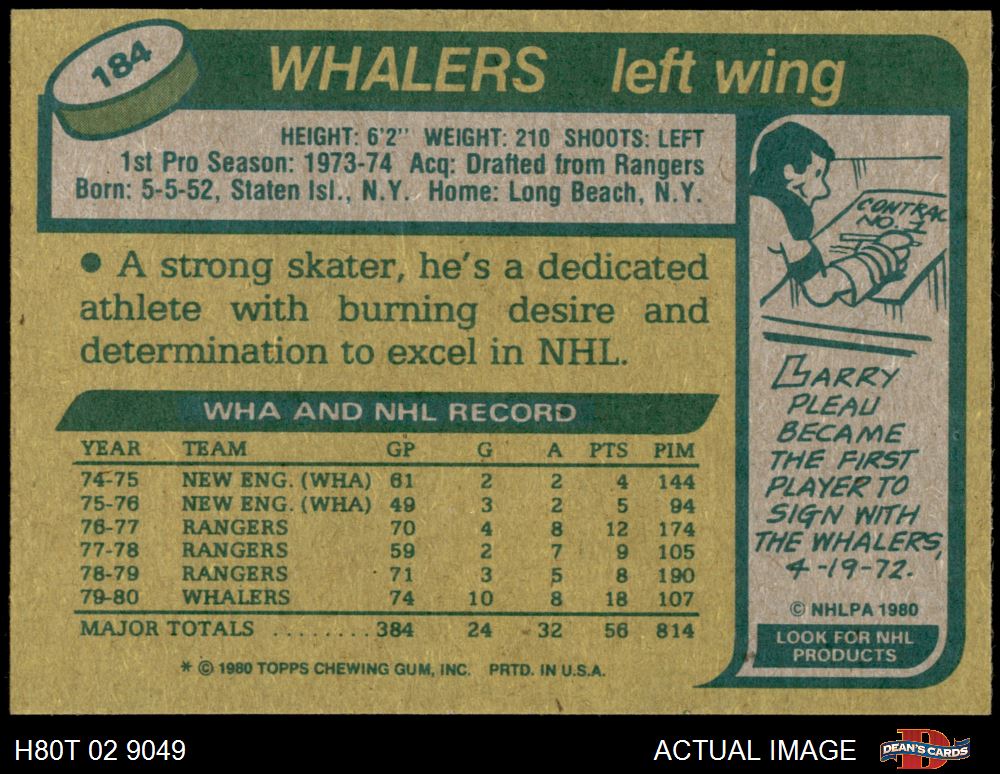 184
WHALERS left wing
HEIGHT: 6'2'' WEIGHT: 210 SHOOTS: LEFT
1st Pro Season: 1973-74 Acq: Drafted from Rangers
Born: 5-5-52, Staten Isl., N.Y. Home: Long Beach, N.Y.
● A strong skater, he's a dedicated
athlete with burning desire and
determination to excel in NHL.
WHA AND NHL RECORD
YEAR TEAM GP G A PTS PIM
74-75 NEW ENG. (WHA) 61 2 2 4 144
75-76 NEW ENG. (WHA) 49 3 2 5 94
76-77 RANGERS 70 4 8 12 174
77-78 RANGERS 59 2 7 9 105
78-79 RANGERS 71 3 5 8 190
79-80 WHALERS 74 10 8 18 107
MAJOR TOTALS ........ 384 24 32 56 814
* © 1980 TOPPS CHEWING GUM, INC. PRTD. IN U.S.A.
CONTRAC
NO. 1
LARRY
PLEAU
BECAME
THE FIRST
PLAYER TO
SIGN WITH
THE WHALERS,
4-19-72.
© NHLPA 1980
LOOK FOR NHL
PRODUCTS
H80T 02 9049
ACTUAL IMAGE
DEAN'S CARDS